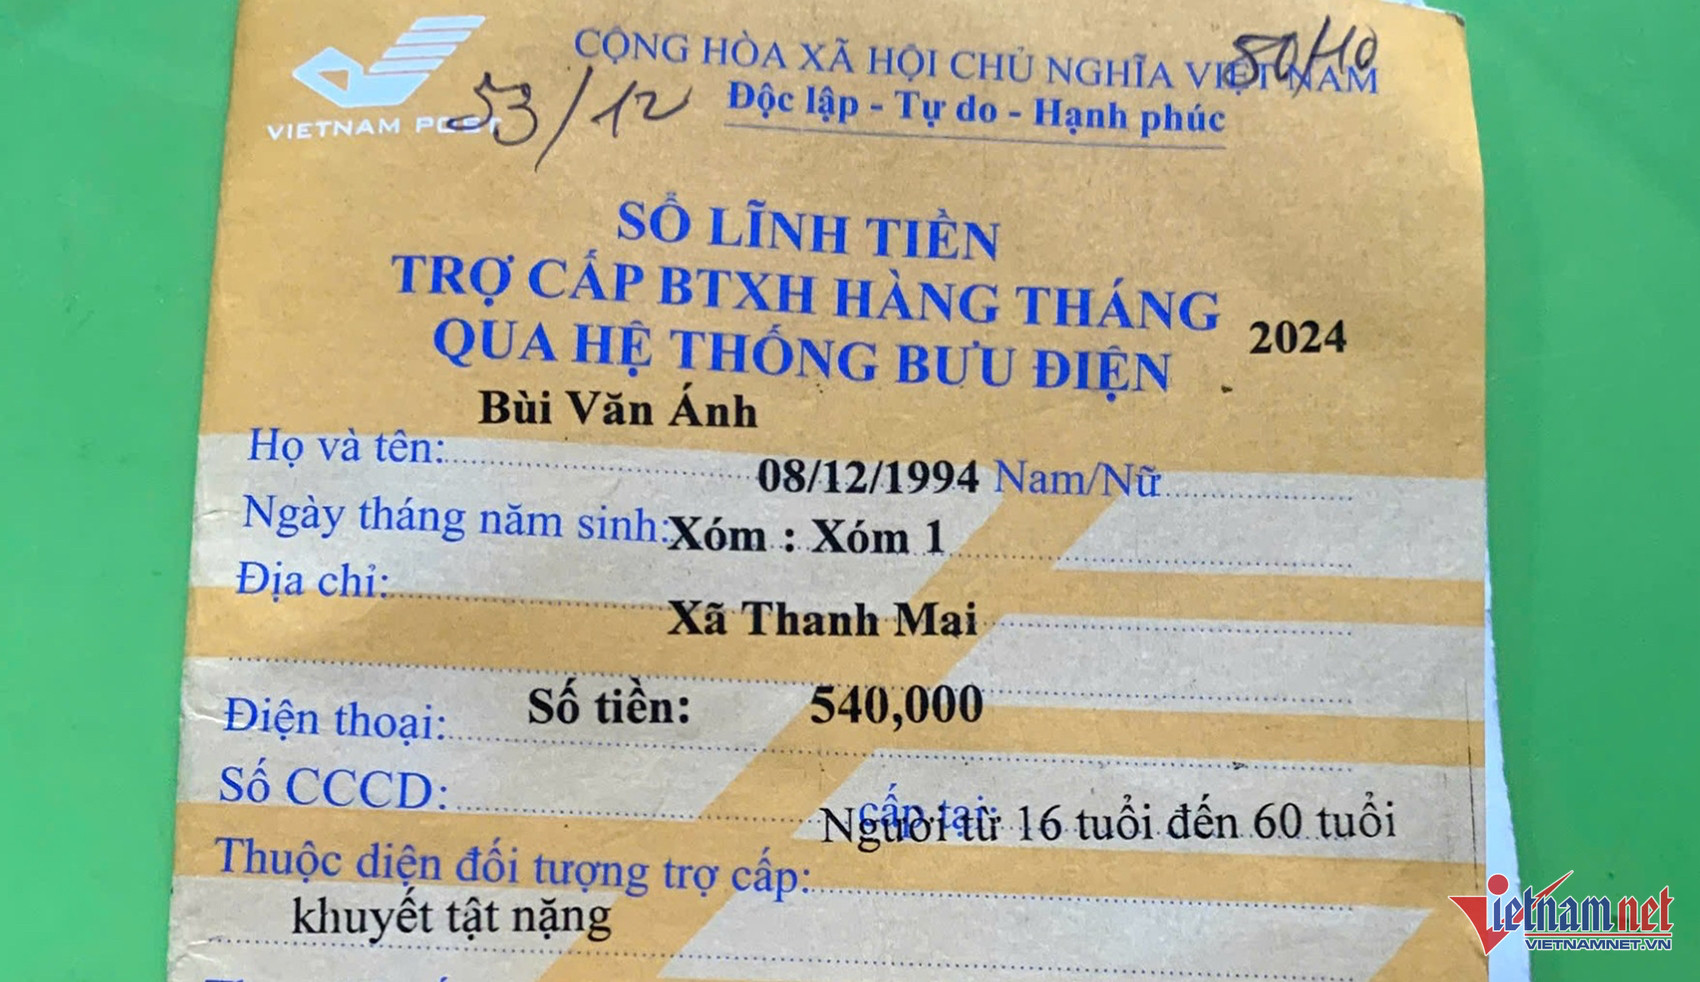 CỘNG HÒA XÃ HỘI CHỦ NGHĨA VIỆT NAM
50/40
VIETNAM POST
53/12
Độc lập - Tự do - Hạnh phúc
SỔ LĨNH TIỀN
TRỢ CẤP BTXH HÀNG THÁNG
QUA HỆ THỐNG BƯU ĐIỆN
2024
Bùi Văn Ánh
Họ và tên:
08/12/1994 Nam/Nữ
Ngày tháng năm sinh:
Xóm : Xóm 1
Địa chỉ:
Xã Thanh Mai
Điện thoại:
Số tiền: 540,000
Số CCCD:
cấp tại:
Người từ 16 tuổi đến 60 tuổi
Thuộc diện đối tượng trợ cấp:
khuyết tật nặng
Vietnamnet
VIETNAMNET.VN